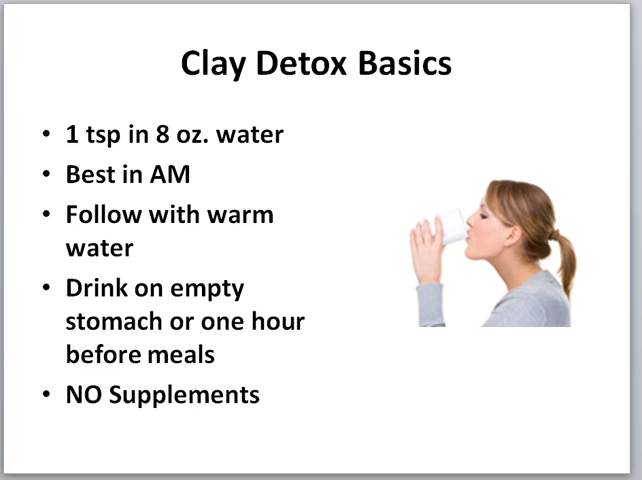 Clay Detox Basics
• 1 tsp in 8 oz. water
• Best in AM
• Follow with warm
water
• Drink on empty
stomach or one hour
before meals
• NO Supplements